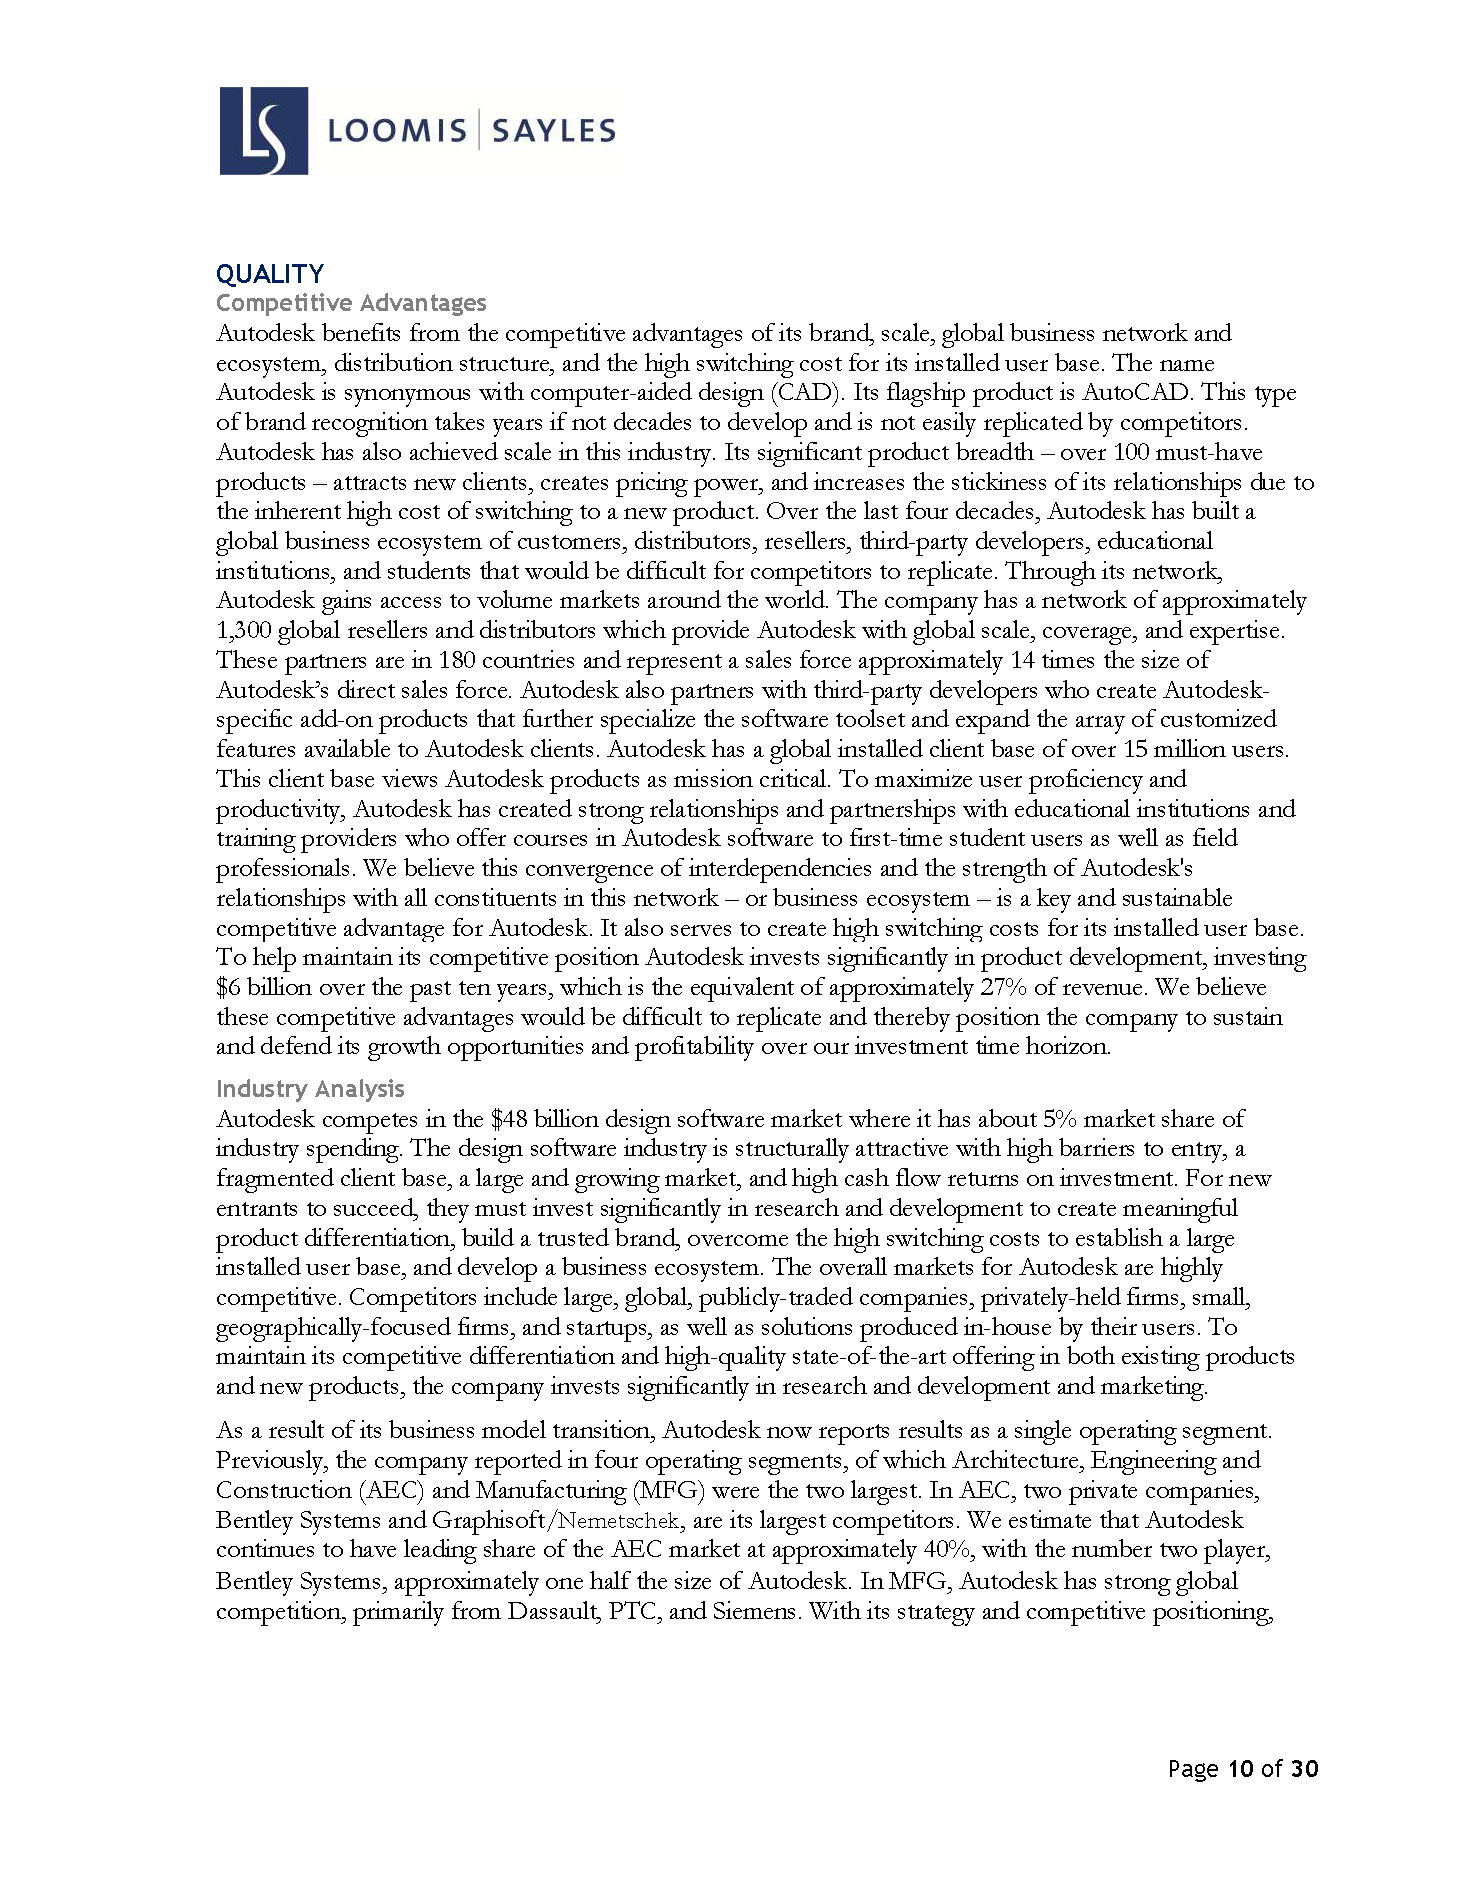 LS LOOMIS | SAYLES
QUALITY
Competitive Advantages
Autodesk benefits from the competitive advantages of its brand, scale, global business network and
ecosystem, distribution structure, and the high switching cost for its installed user base. The name
Autodesk is synonymous with computer-aided design (CAD). Its flagship product is AutoCAD. This type
of brand recognition takes years if not decades to develop and is not easily replicated by competitors.
Autodesk has also achieved scale in this industry. Its significant product breadth – over 100 must-have
products – attracts new clients, creates pricing power, and increases the stickiness of its relationships due to
the inherent high cost of switching to a new product. Over the last four decades, Autodesk has built a
global business ecosystem of customers, distributors, resellers, third-party developers, educational
institutions, and students that would be difficult for competitors to replicate. Through its network,
Autodesk gains access to volume markets around the world. The company has a network of approximately
1,300 global resellers and distributors which provide Autodesk with global scale, coverage, and expertise.
These partners are in 180 countries and represent a sales force approximately 14 times the size of
Autodesk’s direct sales force. Autodesk also partners with third-party developers who create Autodesk-
specific add-on products that further specialize the software toolset and expand the array of customized
features available to Autodesk clients. Autodesk has a global installed client base of over 15 million users.
This client base views Autodesk products as mission critical. To maximize user proficiency and
productivity, Autodesk has created strong relationships and partnerships with educational institutions and
training providers who offer courses in Autodesk software to first-time student users as well as field
professionals. We believe this convergence of interdependencies and the strength of Autodesk's
relationships with all constituents in this network – or business ecosystem – is a key and sustainable
competitive advantage for Autodesk. It also serves to create high switching costs for its installed user base.
To help maintain its competitive position Autodesk invests significantly in product development, investing
$6 billion over the past ten years, which is the equivalent of approximately 27% of revenue. We believe
these competitive advantages would be difficult to replicate and thereby position the company to sustain
and defend its growth opportunities and profitability over our investment time horizon.
Industry Analysis
Autodesk competes in the $48 billion design software market where it has about 5% market share of
industry spending. The design software industry is structurally attractive with high barriers to entry, a
fragmented client base, a large and growing market, and high cash flow returns on investment. For new
entrants to succeed, they must invest significantly in research and development to create meaningful
product differentiation, build a trusted brand, overcome the high switching costs to establish a large
installed user base, and develop a business ecosystem. The overall markets for Autodesk are highly
competitive. Competitors include large, global, publicly-traded companies, privately-held firms, small,
geographically-focused firms, and startups, as well as solutions produced in-house by their users. To
maintain its competitive differentiation and high-quality state-of-the-art offering in both existing products
and new products, the company invests significantly in research and development and marketing.
As a result of its business model transition, Autodesk now reports results as a single operating segment.
Previously, the company reported in four operating segments, of which Architecture, Engineering and
Construction (AEC) and Manufacturing (MFG) were the two largest. In AEC, two private companies,
Bentley Systems and Graphisoft/Nemetschek, are its largest competitors. We estimate that Autodesk
continues to have leading share of the AEC market at approximately 40%, with the number two player,
Bentley Systems, approximately one half the size of Autodesk. In MFG, Autodesk has strong global
competition, primarily from Dassault, PTC, and Siemens. With its strategy and competitive positioning,
Page 10 of 30